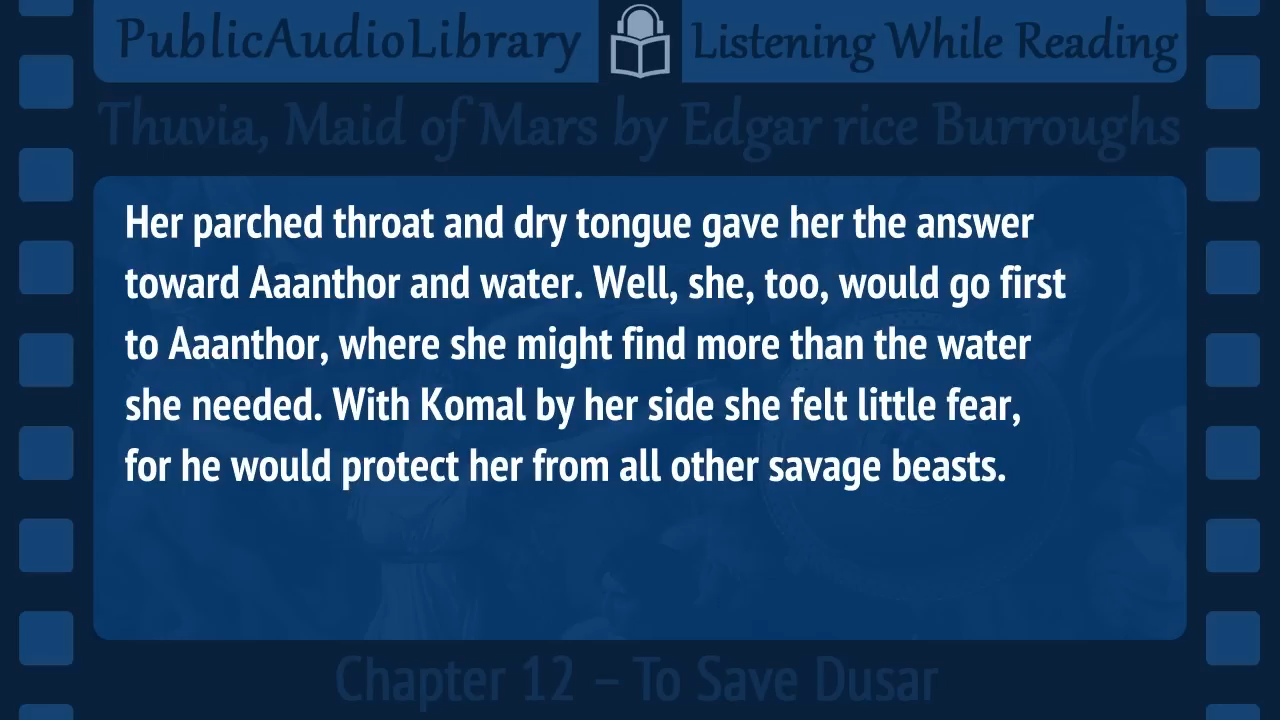 PublicAudioLibrary Listening While Reading
Thuvia, Maid of Mars by Edgar rice Burroughs
Her parched throat and dry tongue gave her the answer
toward Aaanthor and water. Well, she, too, would go first
to Aaanthor, where she might find more than the water
she needed. With Komal by her side she felt little fear,
for he would protect her from all other savage beasts.
Chapter 12 – To Save Dusar